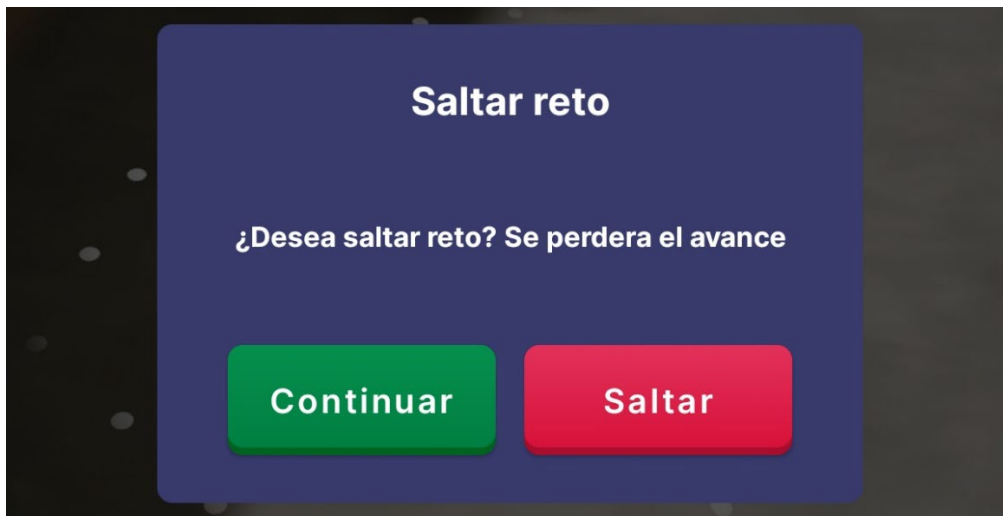 Saltar reto
¿Desea saltar reto? Se perdera el avance
Continuar
Saltar